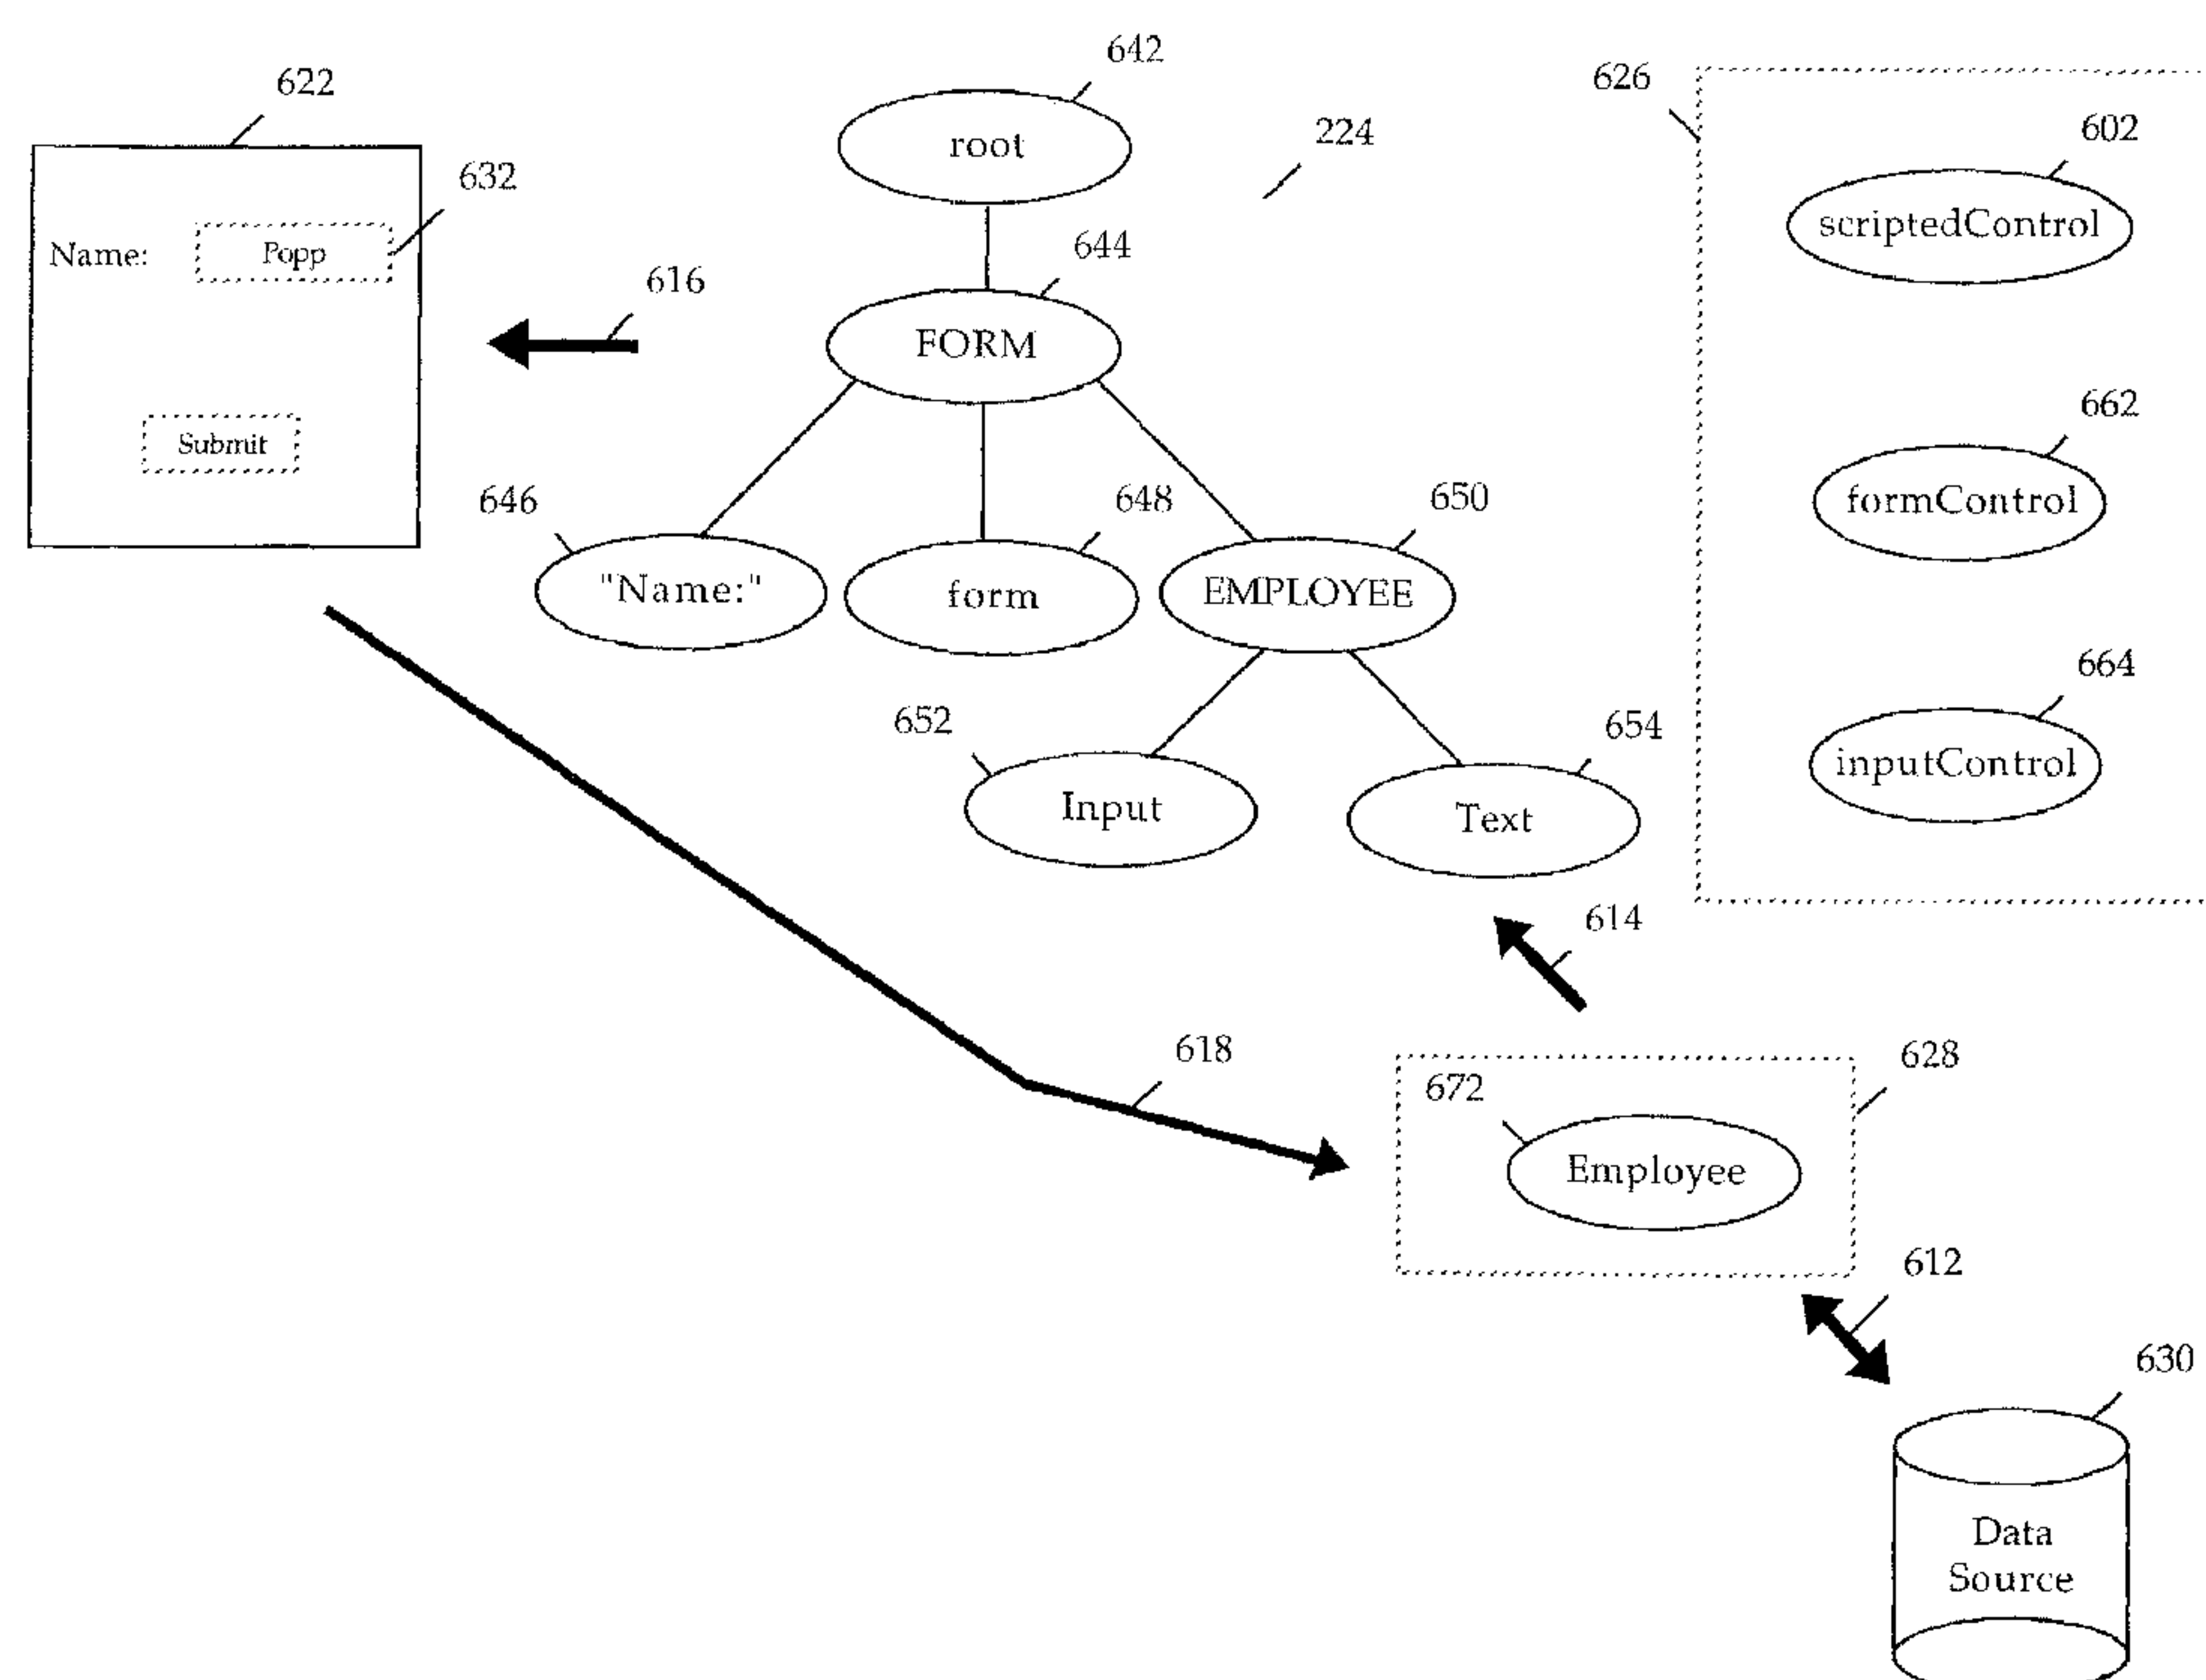 642
622
626
224
602
root
632
scriptedControl
Name:
Popp
644
616
FORM
662
Submit
646
648
650
formControl
"Name:"
form
EMPLOYEE
664
652
654
inputControl
Input
Text
614
618
628
672
Employee
612
630
Data
Source